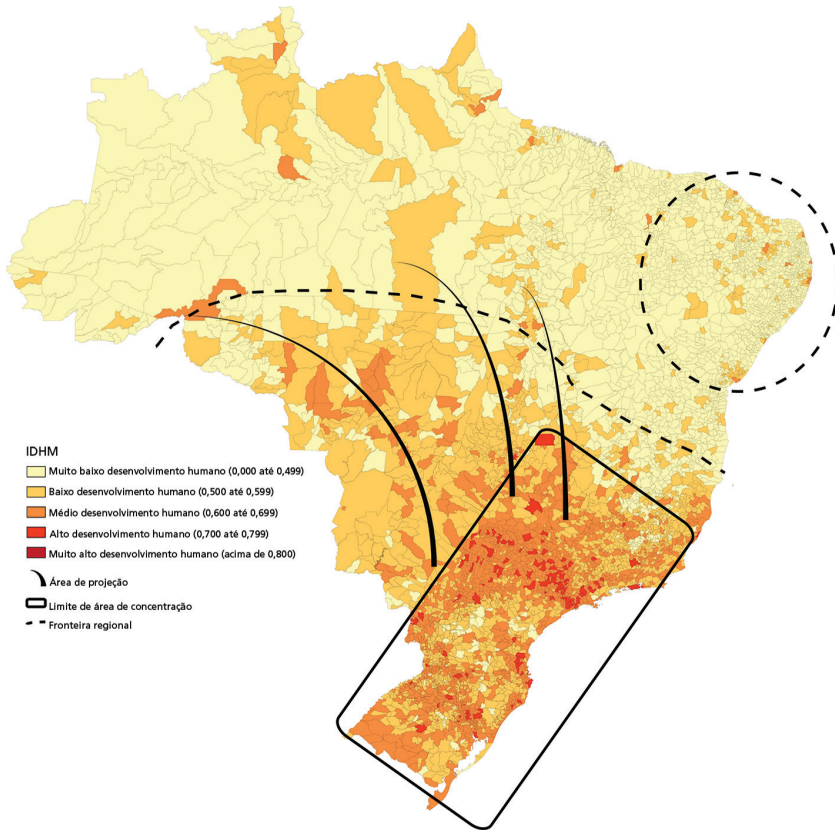 IDHM
Muito baixo desenvolvimento humano (0,000 até 0,499)
Baixo desenvolvimento humano (0,500 até 0,599)
Médio desenvolvimento humano (0,600 até 0,699)
Alto desenvolvimento humano (0,700 até 0,799)
Muito alto desenvolvimento humano (acima de 0,800)
Área de projeção
Limite de área de concentração
Fronteira regional